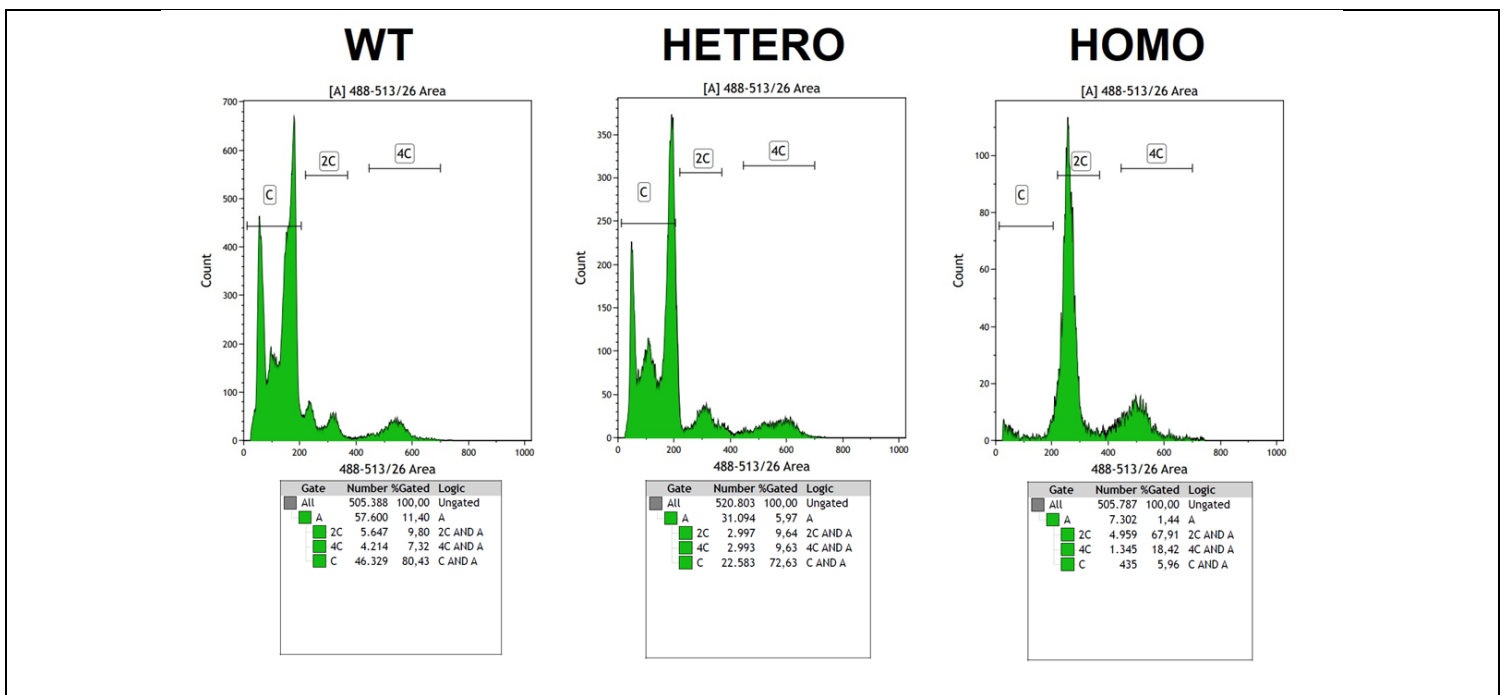 WT
HETERO
HOMO
[A] 488-513/26 Area
[A] 488-513/26 Area
[A] 488-513/26 Area
Count
700
600
500
400
300
200
100
0
C
2C
4C
0
200
400
600
800
1000
488-513/26 Area
Count
350
300
250
200
150
100
50
0
C
2C
4C
0
200
400
600
800
1000
488-513/26 Area
Count
100
80
60
40
20
0
C
2C
4C
0
200
400
600
800
1000
488-513/26 Area
Gate Number %Gated Logic
All 505.388 100,00 Ungated
A 57.600 11,40 A
2C 5.647 9,80 2C AND A
4C 4.214 7,32 4C AND A
C 46.329 80,43 C AND A
Gate Number %Gated Logic
All 520.803 100,00 Ungated
A 31.094 5,97 A
2C 2.997 9,64 2C AND A
4C 2.993 9,63 4C AND A
C 22.583 72,63 C AND A
Gate Number %Gated Logic
All 505.787 100,00 Ungated
A 7.302 1,44 A
2C 4.959 67,91 2C AND A
4C 1.345 18,42 4C AND A
C 435 5,96 C AND A